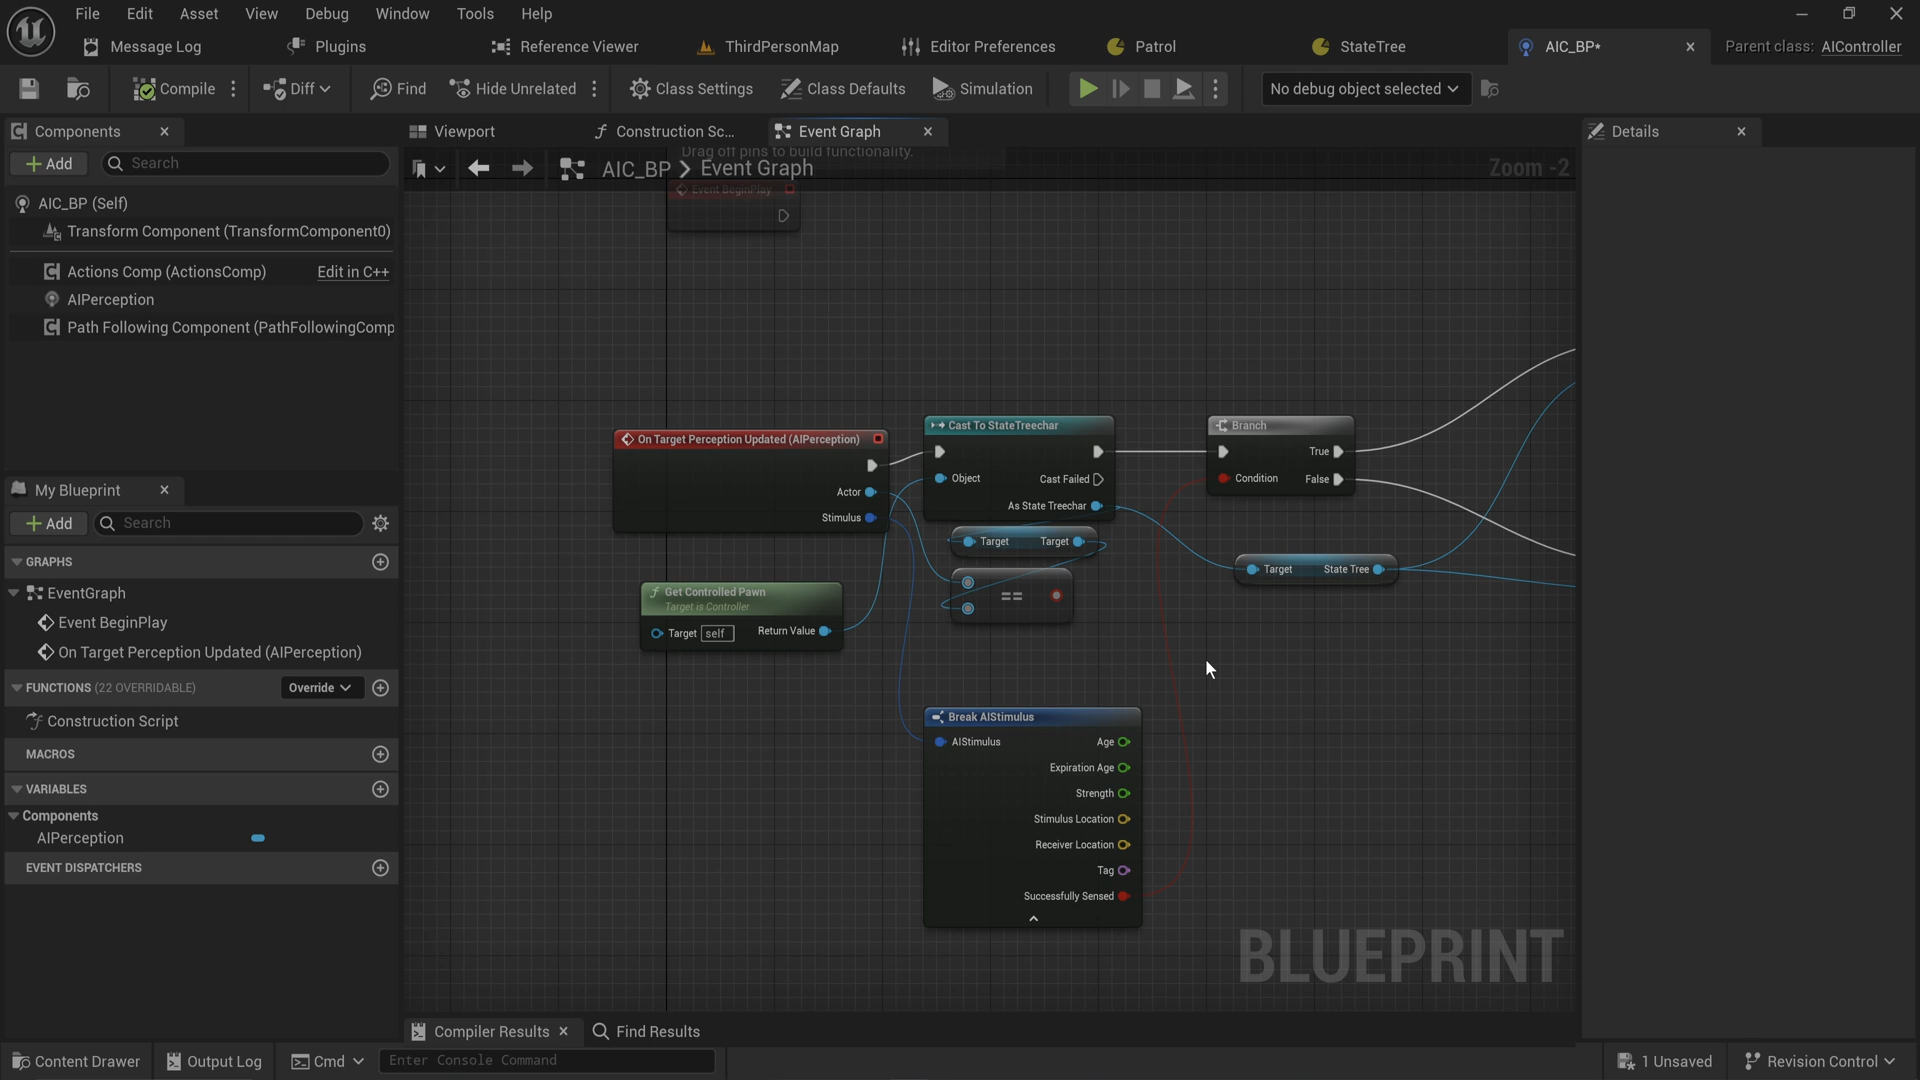 File Edit Asset View Debug Window Tools Help
Message Log Plugins Reference Viewer ThirdPersonMap Editor Preferences Patrol StateTree AIC_BP* Parent class: AIController
Compile Diff Find Hide Unrelated Class Settings Class Defaults Simulation No debug object selected
Components Viewport Construction Sc... Event Graph Details
Add Search
Drag off pins to build functionality.
AIC_BP > Event Graph Zoom -2
Event BeginPlay
AIC_BP (Self)
Transform Component (TransformComponent0)
Actions Comp (ActionsComp) Edit in C++
AIPerception
Path Following Component (PathFollowingComp
My Blueprint
Add Search
GRAPHS
EventGraph
Event BeginPlay
On Target Perception Updated (AIPerception)
FUNCTIONS (22 OVERRIDABLE) Override
Construction Script
MACROS
VARIABLES
Components
AIPerception
EVENT DISPATCHERS
On Target Perception Updated (AIPerception)
Actor
Stimulus
Cast To StateTreechar
Object Cast Failed
As State Treechar
Branch
True
Condition False
Target Target
==
Target State Tree
Get Controlled Pawn
Target is Controller
Target self Return Value
Break AIStimulus
AIStimulus Age
Expiration Age
Strength
Stimulus Location
Receiver Location
Tag
Successfully Sensed
BLUEPRINT
Compiler Results Find Results
Content Drawer Output Log Cmd Enter Console Command 1 Unsaved Revision Control